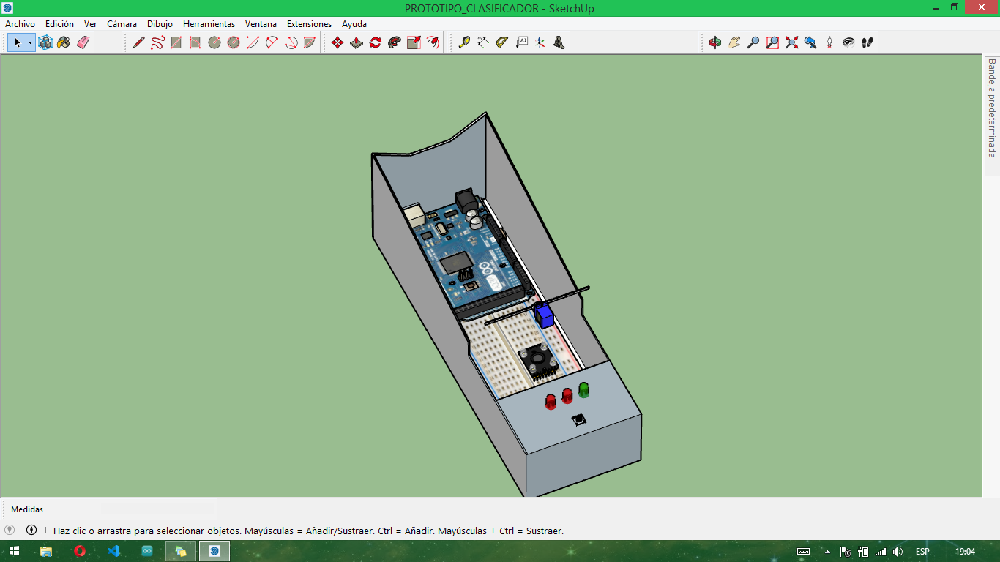 PROTOTIPO_CLASIFICADOR - SketchUp
Archivo Edición Ver Cámara Dibujo Herramientas Ventana Extensiones Ayuda
A1
Bandeja predeterminada
Medidas
Haz clic o arrastra para seleccionar objetos. Mayúsculas = Añadir/Sustraer. Ctrl = Añadir. Mayúsculas + Ctrl = Sustraer.
ESP 19:04